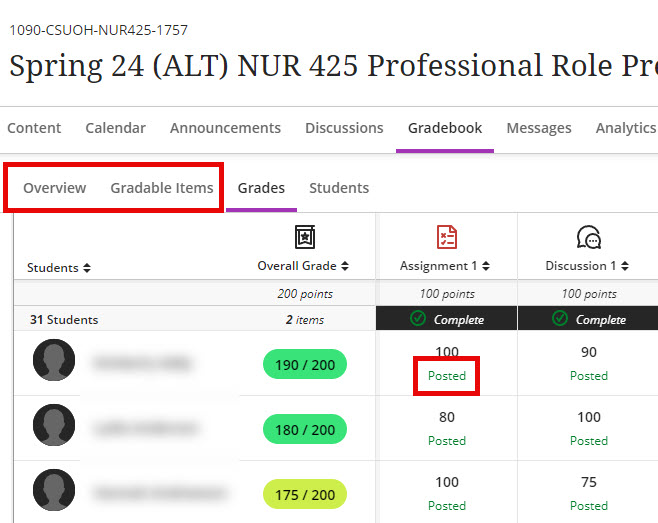 1090-CSUOH-NUR425-1757
Spring 24 (ALT) NUR 425 Professional Role
Content Calendar Announcements Discussions Gradebook Messages Analytics
Overview Gradable Items Grades Students
Students Overall Grade Assignment 1 Discussion 1
200 points 100 points 100 points
31 Students 2 items Complete Complete
100 90
190 / 200 Posted Posted
80 100
180 / 200 Posted Posted
100 75
175 / 200 Posted Posted